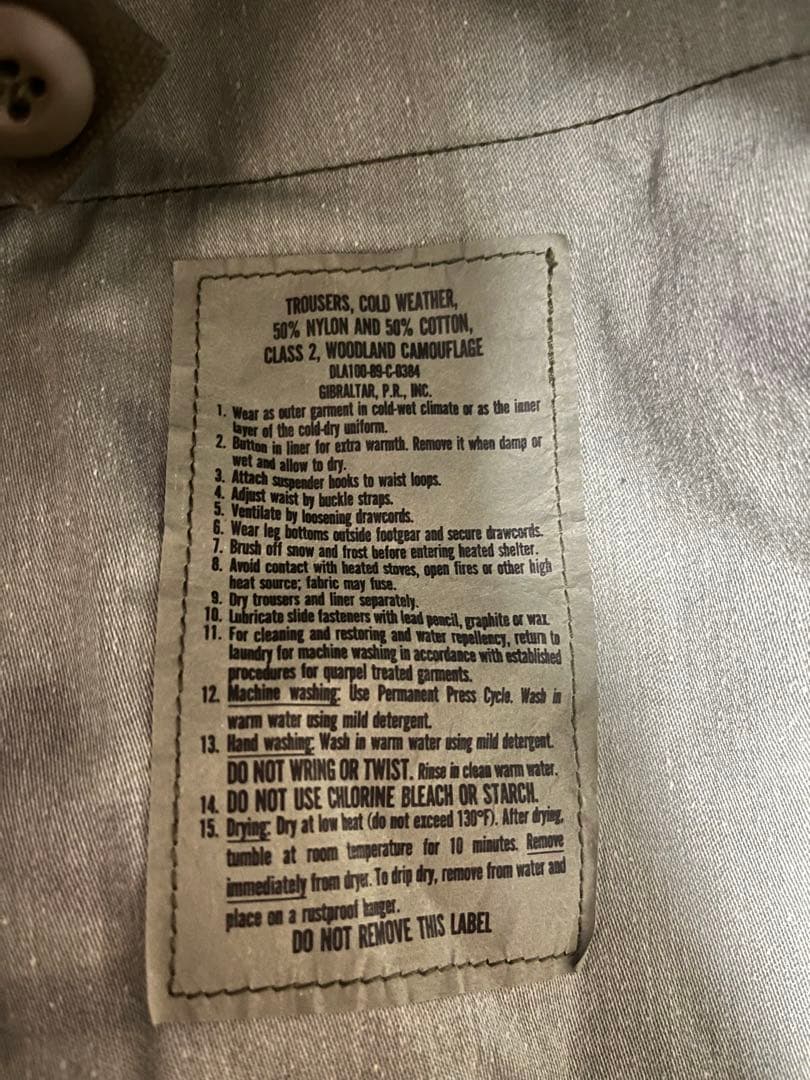 TROUSERS, COLD WEATHER,
50% NYLON AND 50% COTTON,
CLASS 2, WOODLAND CAMOUFLAGE
DLA100-89-C-0384
GIBRALTAR, P.R., INC.
1. Wear as outer garment in cold-wet climate or as the inner
layer of the cold-dry uniform.
2. Button in liner for extra warmth. Remove it when damp or
wet and allow to dry.
3. Attach suspender hooks to waist loops.
4. Adjust waist by buckle straps.
5. Ventilate by loosening drawcords.
6. Wear leg bottoms outside footgear and secure drawcords.
7. Brush off snow and frost before entering heated shelter.
8. Avoid contact with heated stoves, open fires or other high
heat source; fabric may fuse.
9. Dry trousers and liner separately.
10. Lubricate slide fasteners with lead pencil, graphite or wax.
11. For cleaning and restoring and water repellency, return to
laundry for machine washing in accordance with established
procedures for quarpel treated garments.
12. Machine washing: Use Permanent Press Cycle. Wash in
warm water using mild detergent.
13. Hand washing: Wash in warm water using mild detergent.
DO NOT WRING OR TWIST. Rinse in clean warm water.
14. DO NOT USE CHLORINE BLEACH OR STARCH.
15. Drying: Dry at low heat (do not exceed 130°F). After drying,
tumble at room temperature for 10 minutes. Remove
immediately from dryer. To drip dry, remove from water and
place on a rustproof hanger.
DO NOT REMOVE THIS LABEL